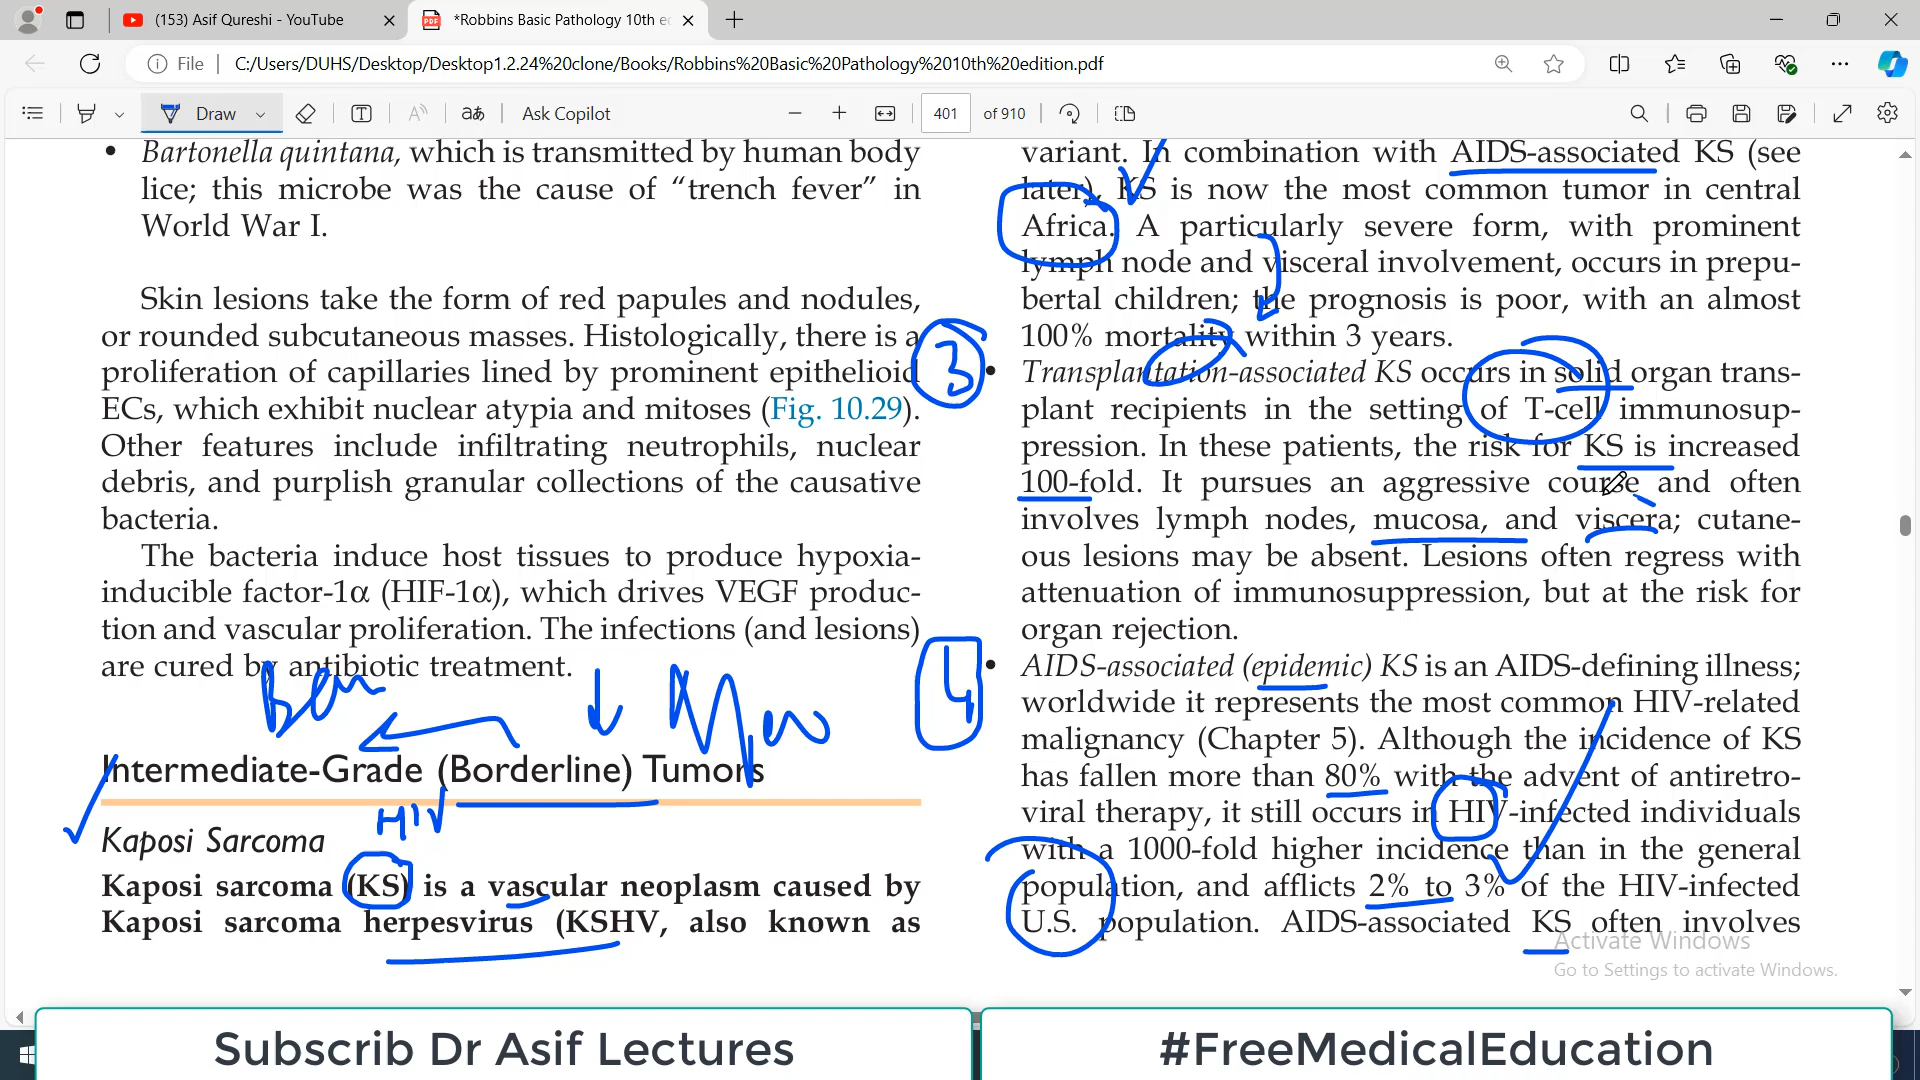 (153) Asif Qureshi - YouTube
*Robbins Basic Pathology 10th e
File
C:/Users/DUHS/Desktop/Desktop1.2.24%20clone/Books/Robbins%20Basic%20Pathology%2010th%20edition.pdf
Draw
Ask Copilot
401 of 910
• Bartonella quintana, which is transmitted by human body
lice; this microbe was the cause of “trench fever” in
World War I.
Skin lesions take the form of red papules and nodules,
or rounded subcutaneous masses. Histologically, there is a
proliferation of capillaries lined by prominent epithelioid
ECs, which exhibit nuclear atypia and mitoses (Fig. 10.29).
Other features include infiltrating neutrophils, nuclear
debris, and purplish granular collections of the causative
bacteria.
The bacteria induce host tissues to produce hypoxia-
inducible factor-1α (HIF-1α), which drives VEGF produc-
tion and vascular proliferation. The infections (and lesions)
are cured by antibiotic treatment.
Ben
Intermediate-Grade (Borderline) Tumors
HIV
Kaposi Sarcoma
Kaposi sarcoma (KS) is a vascular neoplasm caused by
Kaposi sarcoma herpesvirus (KSHV, also known as
variant. In combination with AIDS-associated KS (see
later), KS is now the most common tumor in central
Africa. A particularly severe form, with prominent
lymph node and visceral involvement, occurs in prepu-
bertal children; the prognosis is poor, with an almost
100% mortality within 3 years.
3
• Transplantation-associated KS occurs in solid organ trans-
plant recipients in the setting of T-cell immunosup-
pression. In these patients, the risk for KS is increased
100-fold. It pursues an aggressive course and often
involves lymph nodes, mucosa, and viscera; cutane-
ous lesions may be absent. Lesions often regress with
attenuation of immunosuppression, but at the risk for
organ rejection.
4
• AIDS-associated (epidemic) KS is an AIDS-defining illness;
worldwide it represents the most common HIV-related
malignancy (Chapter 5). Although the incidence of KS
has fallen more than 80% with the advent of antiretro-
viral therapy, it still occurs in HIV-infected individuals
with a 1000-fold higher incidence than in the general
population, and afflicts 2% to 3% of the HIV-infected
U.S. population. AIDS-associated KS often involves
Activate Windows
Go to Settings to activate Windows.
Subscrib Dr Asif Lectures
#FreeMedicalEducation